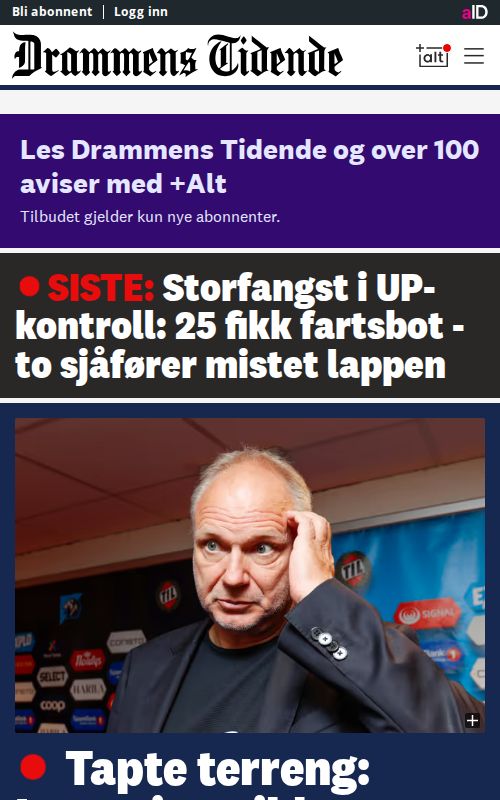 Bli abonnent | Logg inn
aID
Drammens Tidende
+alt
Les Drammens Tidende og over 100
aviser med +Alt
Tilbudet gjelder kun nye abonnenter.
SISTE: Storfangst i UP-
kontroll: 25 fikk fartsbot -
to sjåfører mistet lappen
TIL
TIL
SIGNAL
CONISTO
SELECT
HARILA
coop
Tapte terreng: